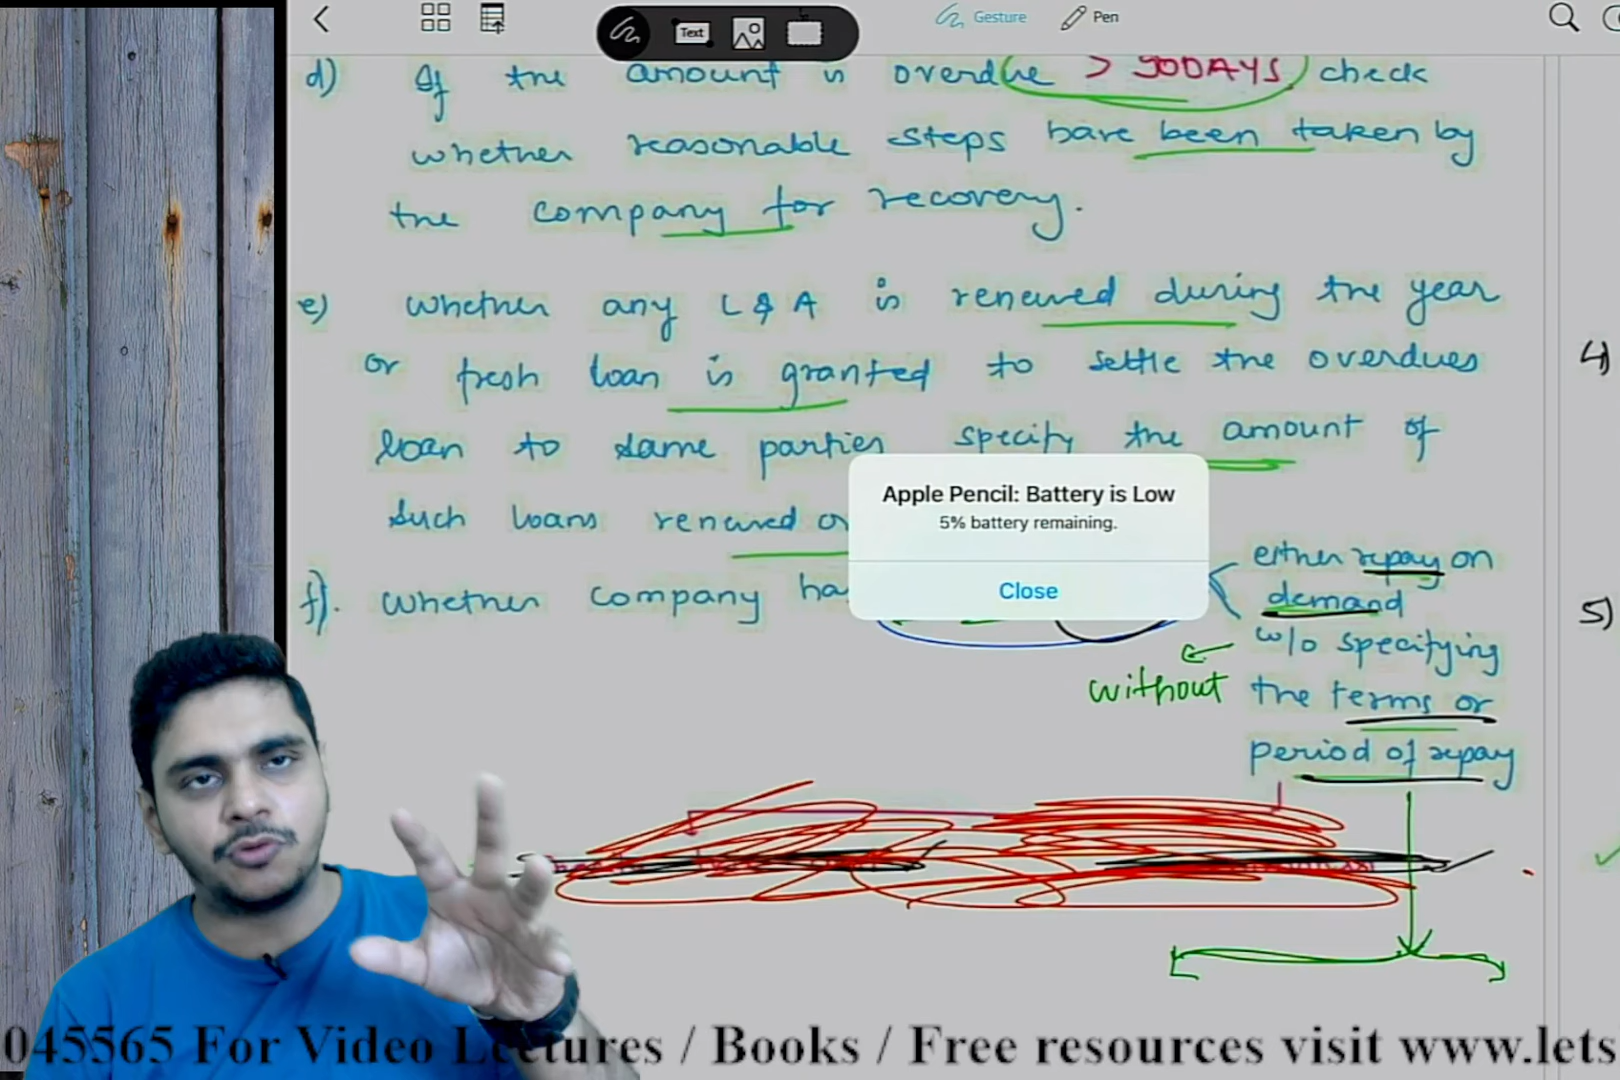 Text
Gesture
Pen
d) If the amount is overdue > 90DAYS check
whether reasonable steps have been taken by
the company for recovery.
e) whether any L & A is renewed during the year
or fresh loan is granted to settle the overdues
loan to same parties specify the amount of
such loans renewed or
f). Whether company ha
Apple Pencil: Battery is Low
5% battery remaining.
Close
either repay on
demand
w/o specifying
without
the terms or
period of repay
4)
5)
045565 For Video Lectures / Books / Free resources visit www.lets